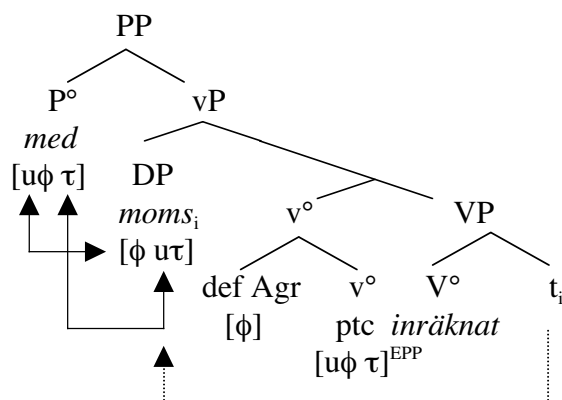 PP
P° vP
med
[uϕ τ] DP
moms_i v° VP
[ϕ uτ]
def Agr v° V° t_i
[ϕ] ptc inräknat
[uϕ τ]^EPP